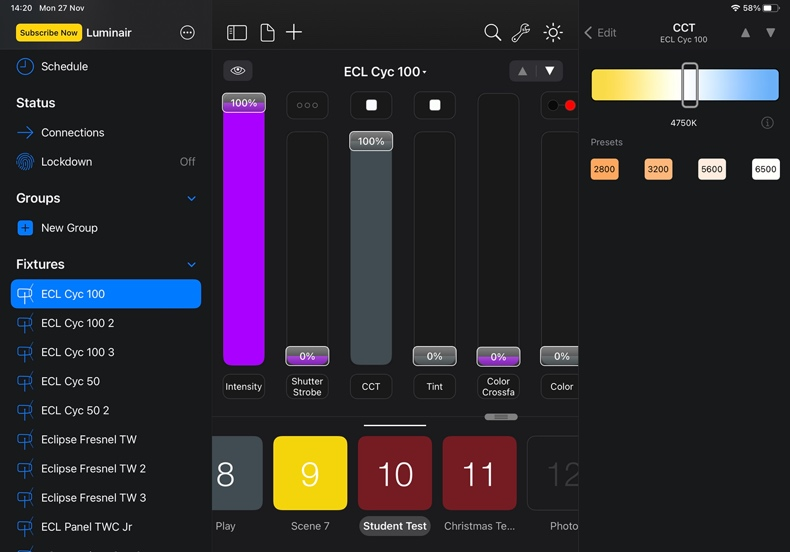 14:20 Mon 27 Nov
58%
Subscribe Now Luminair
Schedule
Status
Connections
Lockdown Off
Groups
New Group
Fixtures
ECL Cyc 100
ECL Cyc 100 2
ECL Cyc 100 3
ECL Cyc 50
ECL Cyc 50 2
Eclipse Fresnel TW
Eclipse Fresnel TW 2
Eclipse Fresnel TW 3
ECL Panel TWC Jr
ECL Cyc 100
100%
100%
0%
0%
0%
0%
Intensity
Shutter
Strobe
CCT
Tint
Color
Crossfa
Color
8
9
10
11
12
Play
Scene 7
Student Test
Christmas Te...
Photo
Edit
CCT
ECL Cyc 100
4750K
Presets
2800
3200
5600
6500